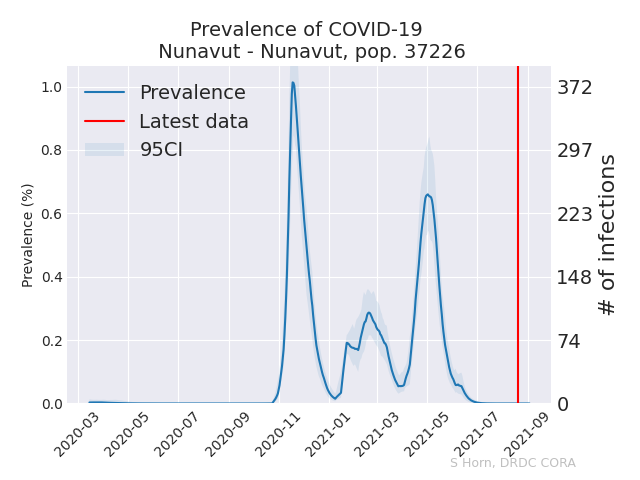 Prevalence of COVID-19
Nunavut - Nunavut, pop. 37226
Prevalence
Latest data
95CI
Prevalence (%)
1.0
0.8
0.6
0.4
0.2
0.0
372
297
223
148
74
0
# of infections
2020-03
2020-05
2020-07
2020-09
2020-11
2021-01
2021-03
2021-05
2021-07
2021-09
S Horn, DRDC CORA